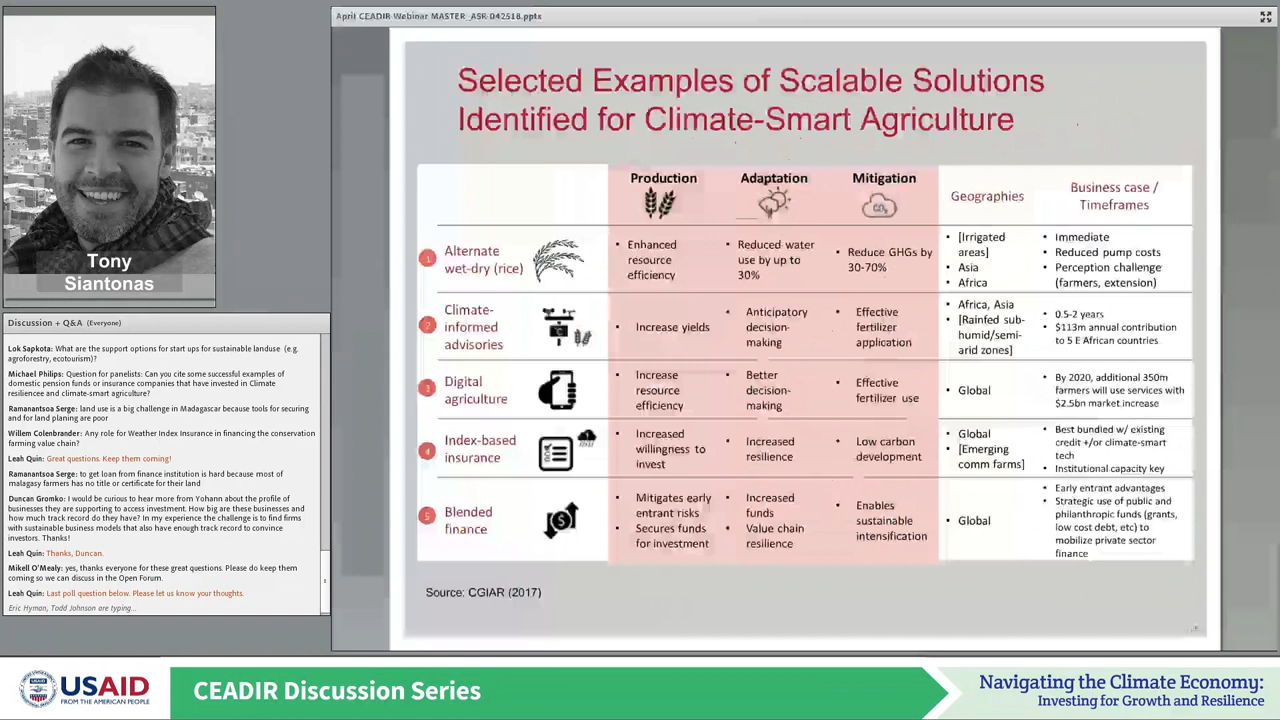 April CEADIR Webinar MASTER_ASR 042518.pptx
Tony
Siantonas
Discussion + Q&A (Everyone)
Lok Sapkota: What are the support options for start ups for sustainable landuse (e.g.
agroforestry, ecotourism)?
Michael Philips: Question for panelists: Can you cite some successful examples of
domestic pension funds or insurance companies that have invested in Climate
resilieence and climate-smart agriculture?
Ramanantsoa Serge: land use is a big challenge in Madagascar because tools for securing
and for land planing are poor
Willem Colenbrander: Any role for Weather Index Insurance in financing the conservation
farming value chain?
Leah Quin: Great questions. Keep them coming!
Ramanantsoa Serge: to get loan from finance institution is hard because most of
malagasy farmers has no title or certificate for their land
Duncan Gromko: I would be curious to hear more from Yohann about the profile of
businesses they are supporting to access investment. How big are these businesses and
how much track record do they have? In my experience the challenge is to find firms
with sustainable business models that also have enough track record to convince
investors. Thanks!
Leah Quin: Thanks, Duncan.
Mikell O'Mealy: yes, thanks everyone for these great questions. Please do keep them
coming so we can discuss in the Open Forum.
Leah Quin: Last poll question below. Please let us know your thoughts.
Eric Hyman, Todd Johnson are typing...
Selected Examples of Scalable Solutions
Identified for Climate-Smart Agriculture
Production
Adaptation
Mitigation
CO₂
Geographies
Business case /
Timeframes
1
Alternate
wet-dry (rice)
• Enhanced
resource
efficiency
• Reduced water
use by up to
30%
• Reduce GHGs by
30-70%
• [Irrigated
areas]
• Asia
• Africa
• Immediate
• Reduced pump costs
• Perception challenge
(farmers, extension)
2
Climate-
informed
advisories
• Increase yields
• Anticipatory
decision-
making
• Effective
fertilizer
application
• Africa, Asia
• [Rainfed sub-
humid/semi-
arid zones]
• 0.5-2 years
• $113m annual contribution
to 5 E African countries
3
Digital
agriculture
• Increase
resource
efficiency
• Better
decision-
making
• Effective
fertilizer use
• Global
• By 2020, additional 350m
farmers will use services with
$2.5bn market increase
4
Index-based
insurance
• Increased
willingness to
invest
• Increased
resilience
• Low carbon
development
• Global
• [Emerging
comm farms]
• Best bundled w/ existing
credit +/or climate-smart
tech
• Institutional capacity key
5
Blended
finance
• Mitigates early
entrant risks
• Secures funds
for investment
• Increased
funds
• Value chain
resilience
• Enables
sustainable
intensification
• Global
• Early entrant advantages
• Strategic use of public and
philanthropic funds (grants,
low cost debt, etc) to
mobilize private sector
finance
Source: CGIAR (2017)
USAID
FROM THE AMERICAN PEOPLE
CEADIR Discussion Series
Navigating the Climate Economy:
Investing for Growth and Resilience